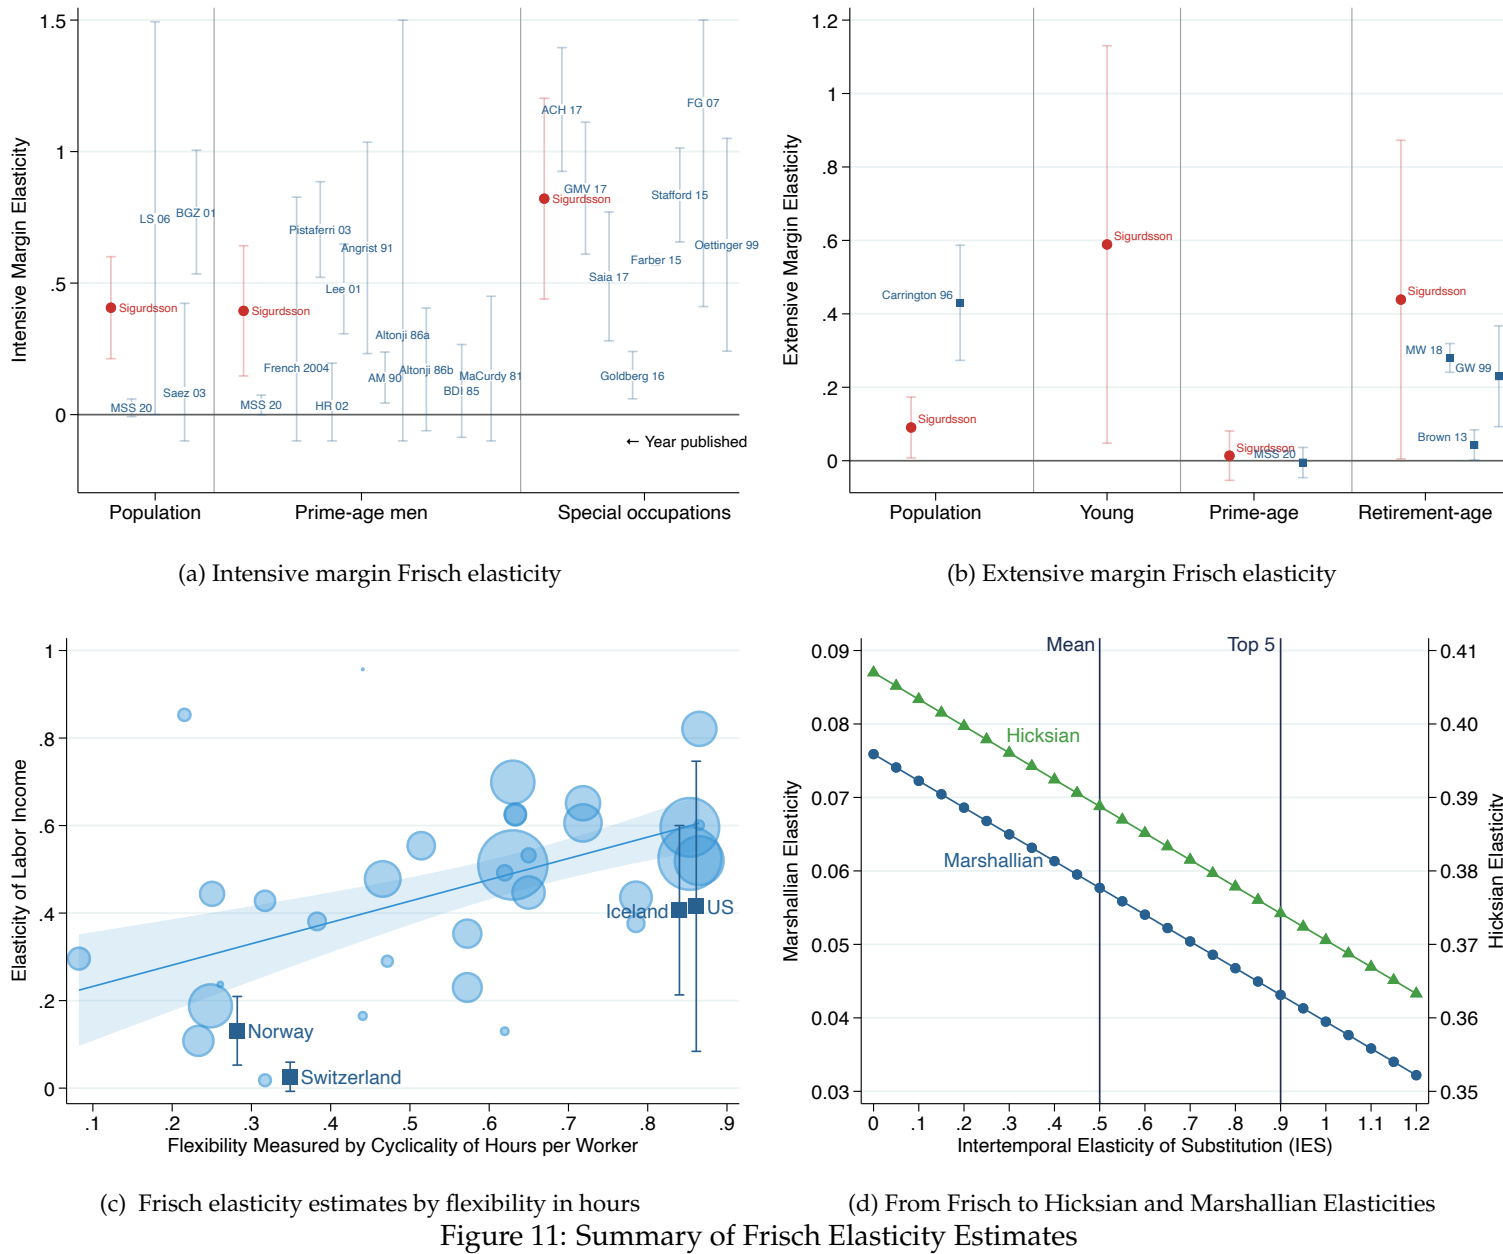 Intensive Margin Elasticity
1.5
1
.5
0
Sigurdsson
MSS 20
LS 06
Saez 03
BGZ 01
Sigurdsson
MSS 20
French 2004
Pistaferri 03
HR 02
Lee 01
Angrist 91
AM 90
Altonji 86a
Altonji 86b
BDI 85
MaCurdy 81
Sigurdsson
ACH 17
GMV 17
Saia 17
Goldberg 16
Farber 15
Stafford 15
FG 07
Oettinger 99
← Year published
Population
Prime-age men
Special occupations
(a) Intensive margin Frisch elasticity
Extensive Margin Elasticity
1.2
1
.8
.6
.4
.2
0
Sigurdsson
Carrington 96
Sigurdsson
Sigurdsson
MSS 20
Sigurdsson
MW 18
Brown 13
GW 99
Population
Young
Prime-age
Retirement-age
(b) Extensive margin Frisch elasticity
Elasticity of Labor Income
1
.8
.6
.4
.2
0
Norway
Switzerland
Iceland
US
.1 .2 .3 .4 .5 .6 .7 .8 .9
Flexibility Measured by Cyclicality of Hours per Worker
(c) Frisch elasticity estimates by flexibility in hours
Marshallian Elasticity
0.09
0.08
0.07
0.06
0.05
0.04
0.03
Mean
Top 5
Hicksian
Marshallian
0.41
0.40
0.39
0.38
0.37
0.36
0.35
Hicksian Elasticity
0 .1 .2 .3 .4 .5 .6 .7 .8 .9 1 1.1 1.2
Intertemporal Elasticity of Substitution (IES)
(d) From Frisch to Hicksian and Marshallian Elasticities
Figure 11: Summary of Frisch Elasticity Estimates